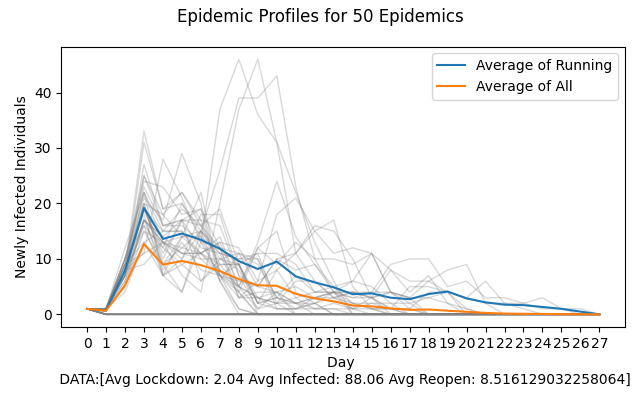 Epidemic Profiles for 50 Epidemics
Average of Running
Average of All
Newly Infected Individuals
40
30
20
10
0
0 1 2 3 4 5 6 7 8 9 10 11 12 13 14 15 16 17 18 19 20 21 22 23 24 25 26 27
Day
DATA:[Avg Lockdown: 2.04 Avg Infected: 88.06 Avg Reopen: 8.516129032258064]